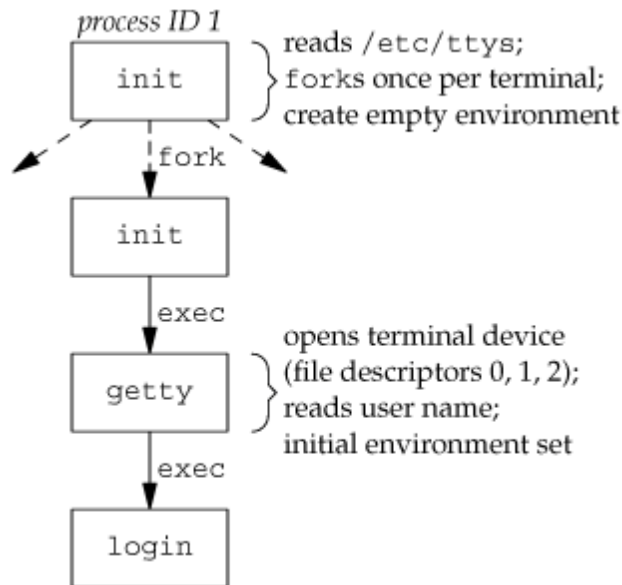 process ID 1
init
reads /etc/ttys;
forks once per terminal;
create empty environment
fork
init
exec
getty
opens terminal device
(file descriptors 0, 1, 2);
reads user name;
initial environment set
exec
login